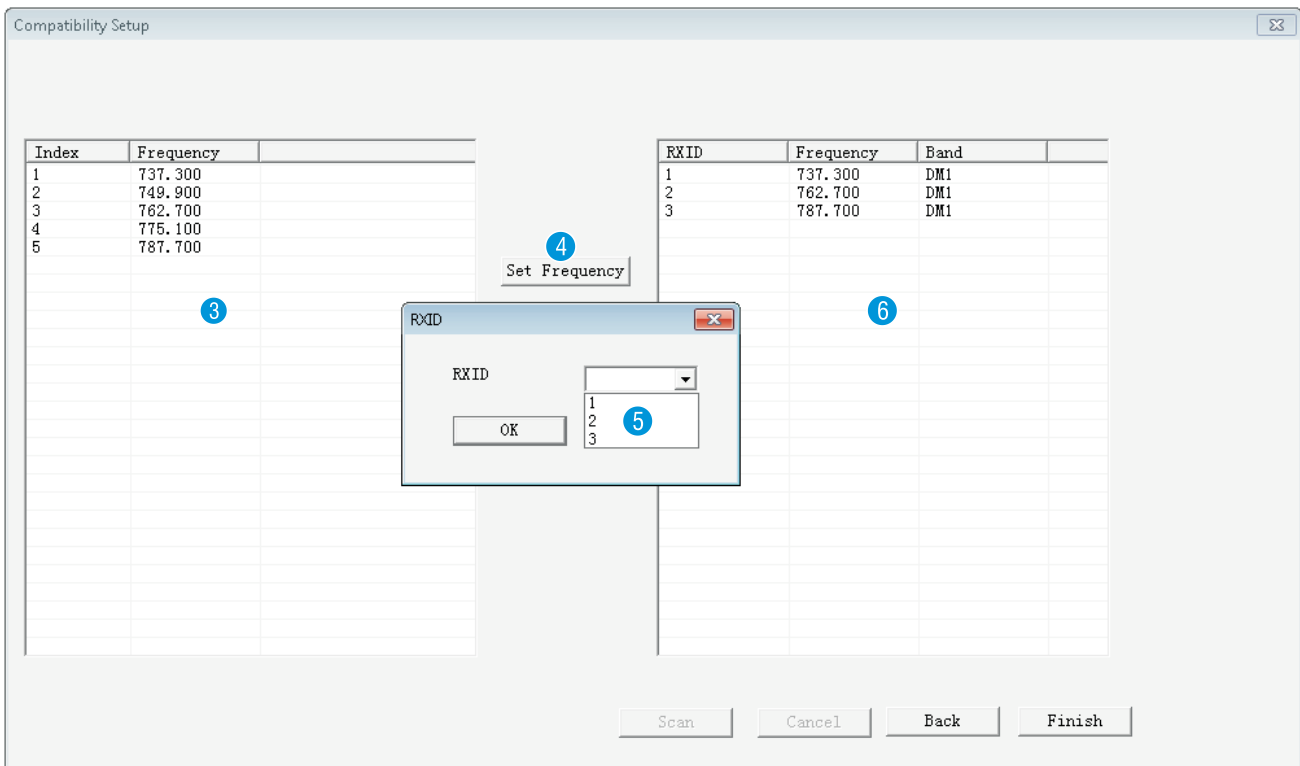 Compatibility Setup
Index Frequency
1 737.300
2 749.900
3 762.700
4 775.100
5 787.700
3
4
Set Frequency
RXID Frequency Band
1 737.300 DM1
2 762.700 DM1
3 787.700 DM1
6
RXID
RXID
1
2
3
5
OK
Scan Cancel Back Finish